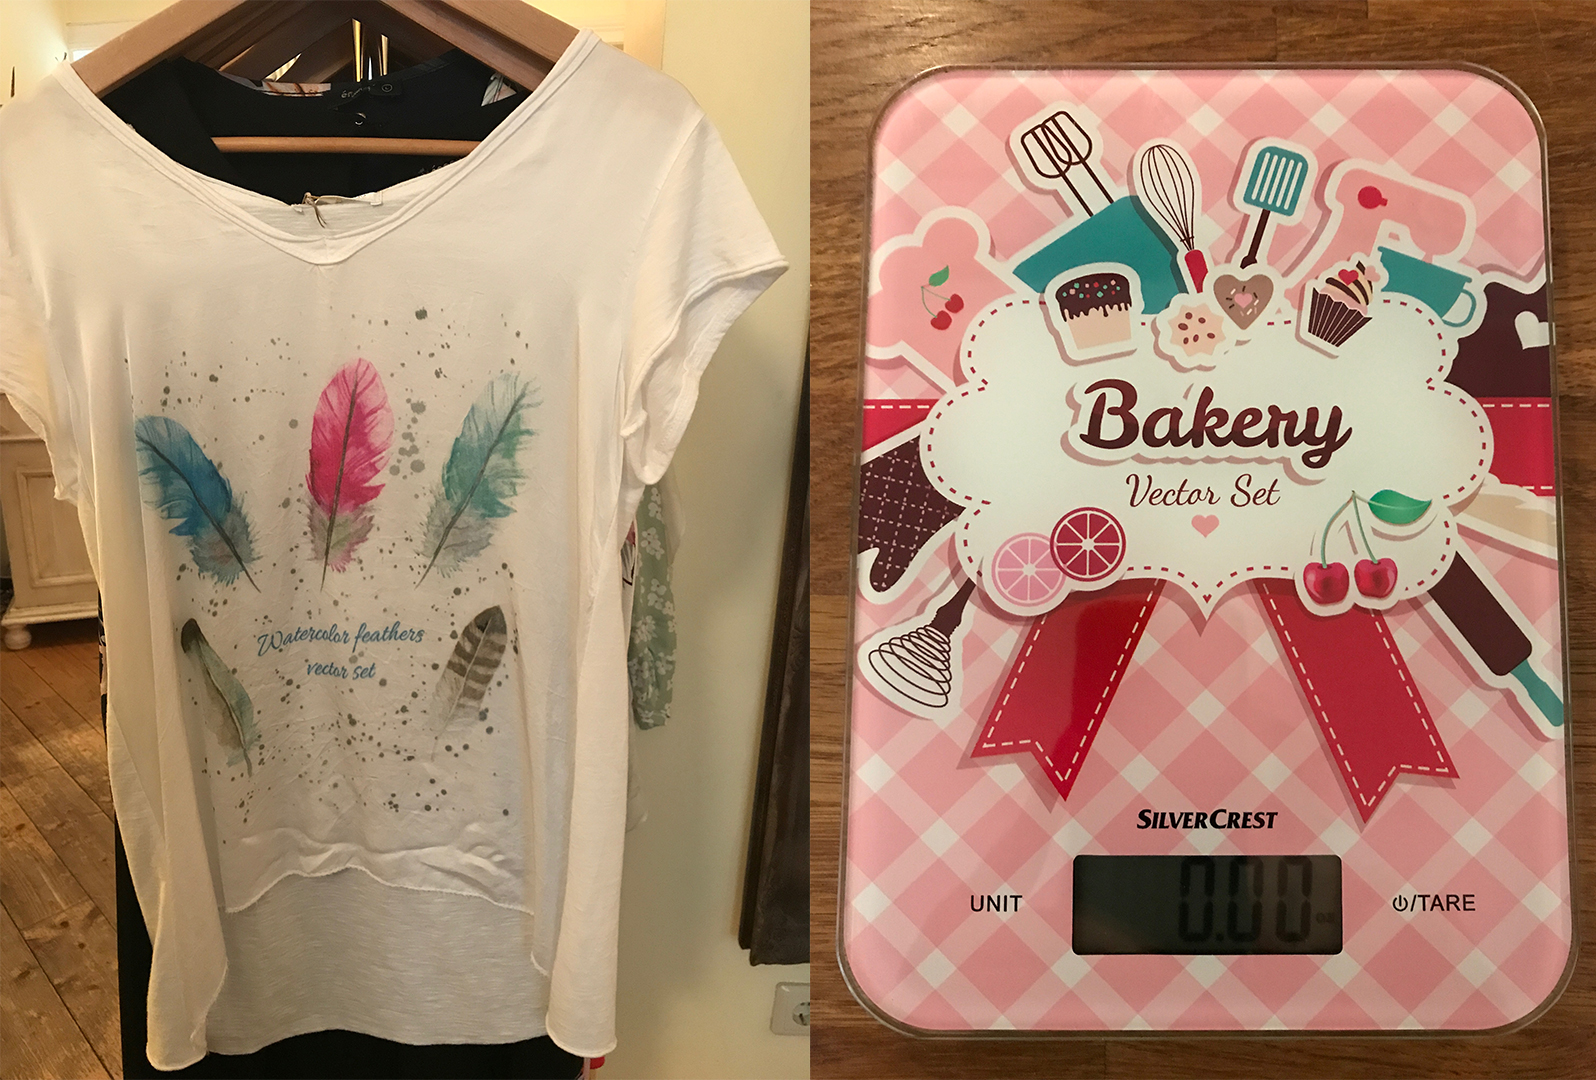 Watercolor feathers
vector set
Bakery
Vector Set
SILVERCREST
UNIT
0.00
/TARE